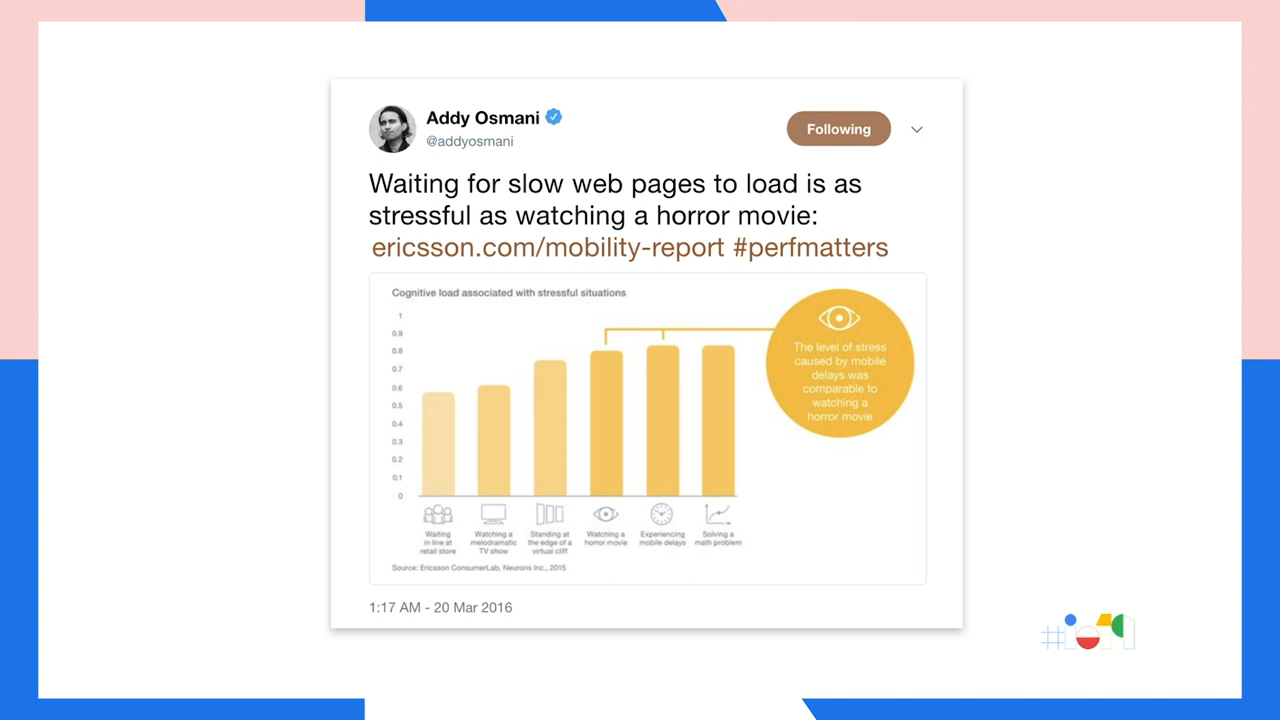 Addy Osmani
@addyosmani
Following
Waiting for slow web pages to load is as
stressful as watching a horror movie:
ericsson.com/mobility-report #perfmatters
Cognitive load associated with stressful situations
1
0.9
0.8
0.7
0.6
0.5
0.4
0.3
0.2
0.1
0
The level of stress
caused by mobile
delays was
comparable to
watching a
horror movie
Waiting
in line at
retail store
Watching a
melodramatic
TV show
Standing at
the edge of a
virtual cliff
Watching a
horror movie
Experiencing
mobile delays
Solving a
math problem
Source: Ericsson ConsumerLab, Neurons Inc., 2015
1:17 AM - 20 Mar 2016
#io19